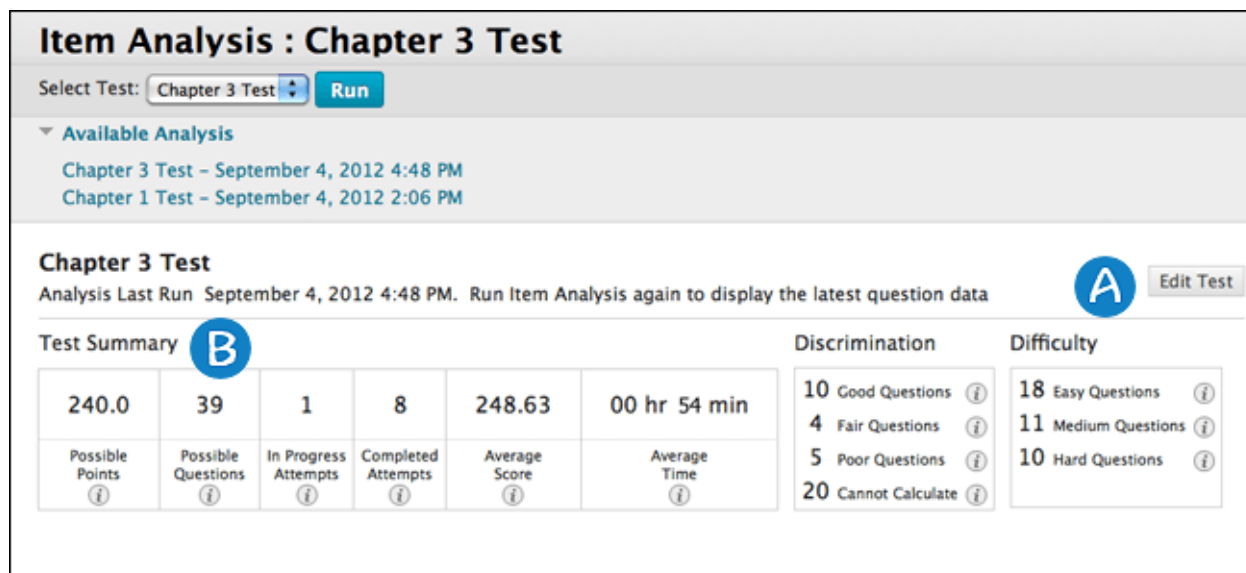 Item Analysis : Chapter 3 Test
Select Test: Chapter 3 Test Run
Available Analysis
Chapter 3 Test – September 4, 2012 4:48 PM
Chapter 1 Test – September 4, 2012 2:06 PM
Chapter 3 Test
Analysis Last Run September 4, 2012 4:48 PM. Run Item Analysis again to display the latest question data
A
Edit Test
Test Summary B
240.0 39 1 8 248.63 00 hr 54 min
Possible Points i
Possible Questions i
In Progress Attempts i
Completed Attempts i
Average Score i
Average Time i
Discrimination
10 Good Questions i
4 Fair Questions i
5 Poor Questions i
20 Cannot Calculate i
Difficulty
18 Easy Questions i
11 Medium Questions i
10 Hard Questions i